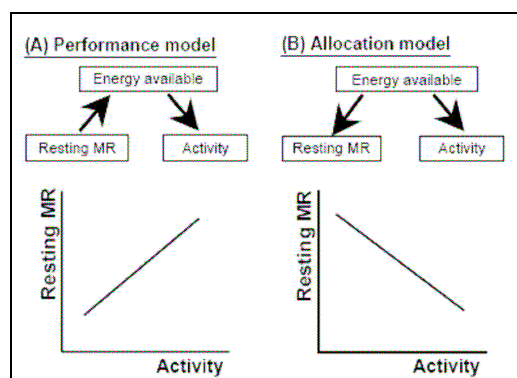 (A) Performance model
Energy available
Resting MR
Activity
Resting MR
Activity
(B) Allocation model
Energy available
Resting MR
Activity
Resting MR
Activity